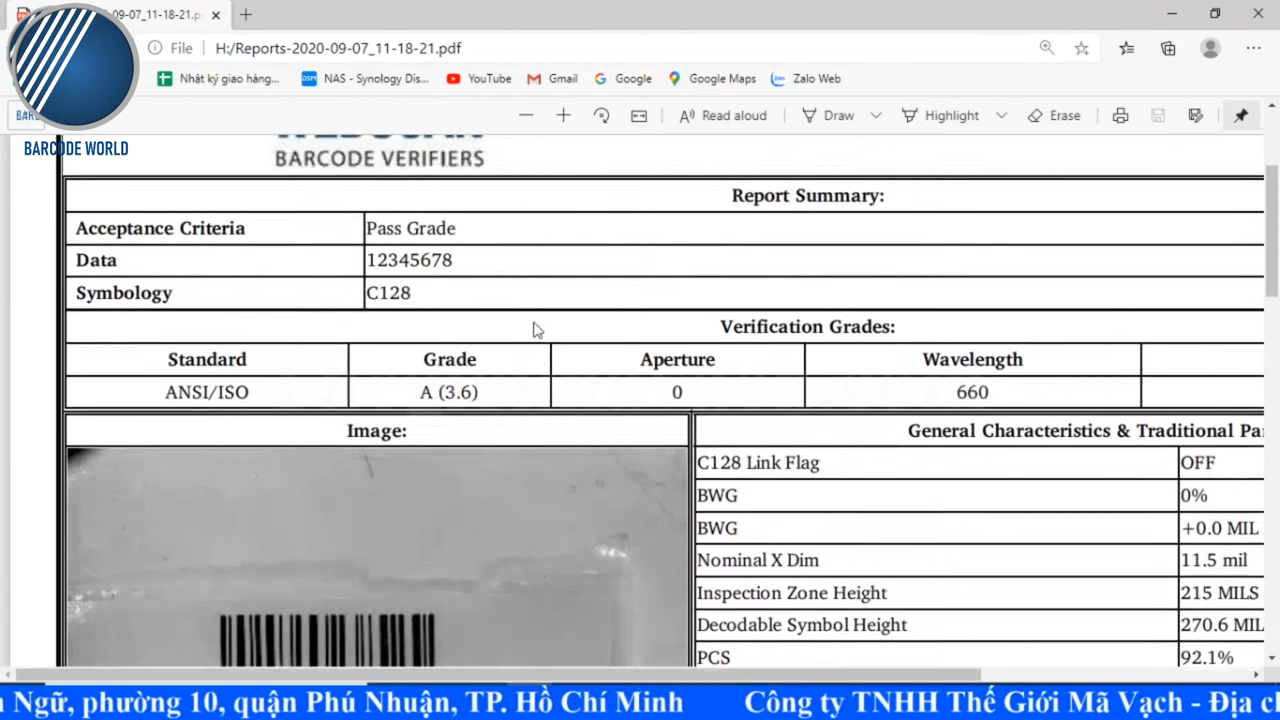 09-07_11-18-21.p
File
H:/Reports-2020-09-07_11-18-21.pdf
Nhật ký giao hàng...
NAS - Synology Dis...
YouTube
Gmail
Google
Google Maps
Zalo Web
Read aloud
Draw
Highlight
Erase
BARCODE WORLD
BARCODE VERIFIERS
Report Summary:
Acceptance Criteria Pass Grade
Data 12345678
Symbology C128
Verification Grades:
Standard Grade Aperture Wavelength
ANSI/ISO A (3.6) 0 660
Image:
General Characteristics & Traditional Pa
C128 Link Flag OFF
BWG 0%
BWG +0.0 MIL
Nominal X Dim 11.5 mil
Inspection Zone Height 215 MILS
Decodable Symbol Height 270.6 MIL
PCS 92.1%
Ngữ, phường 10, quận Phú Nhuận, TP. Hồ Chí Minh Công ty TNHH Thế Giới Mã Vạch - Địa ch